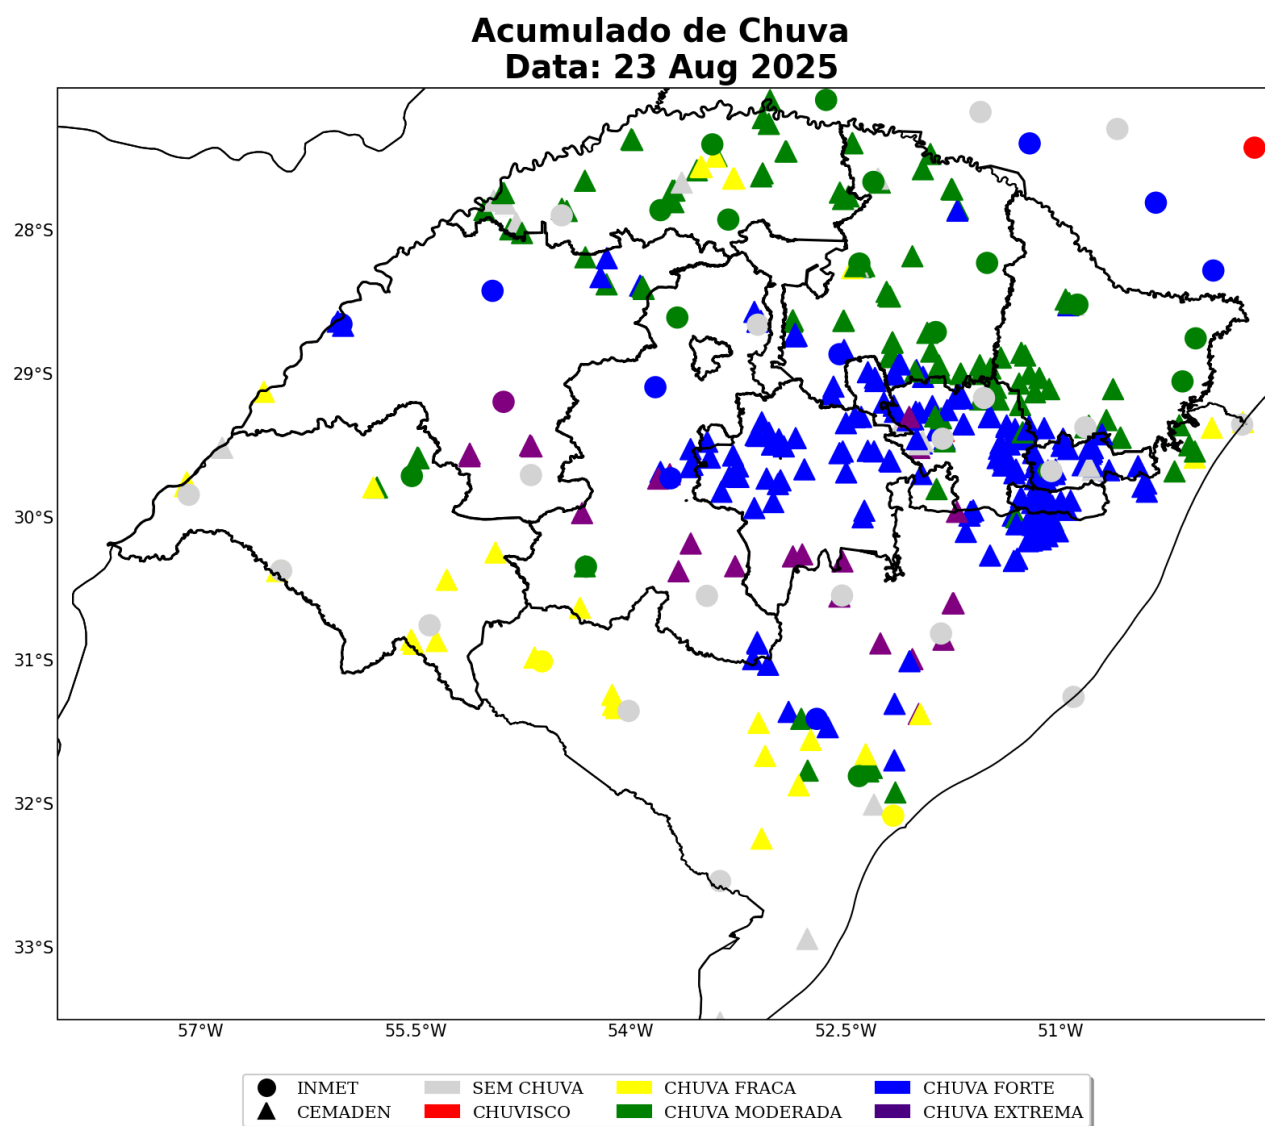 Acumulado de Chuva
Data: 23 Aug 2025
28°S
29°S
30°S
31°S
32°S
33°S
57°W
55.5°W
54°W
52.5°W
51°W
INMET
CEMADEN
SEM CHUVA
CHUVISCO
CHUVA FRACA
CHUVA MODERADA
CHUVA FORTE
CHUVA EXTREMA